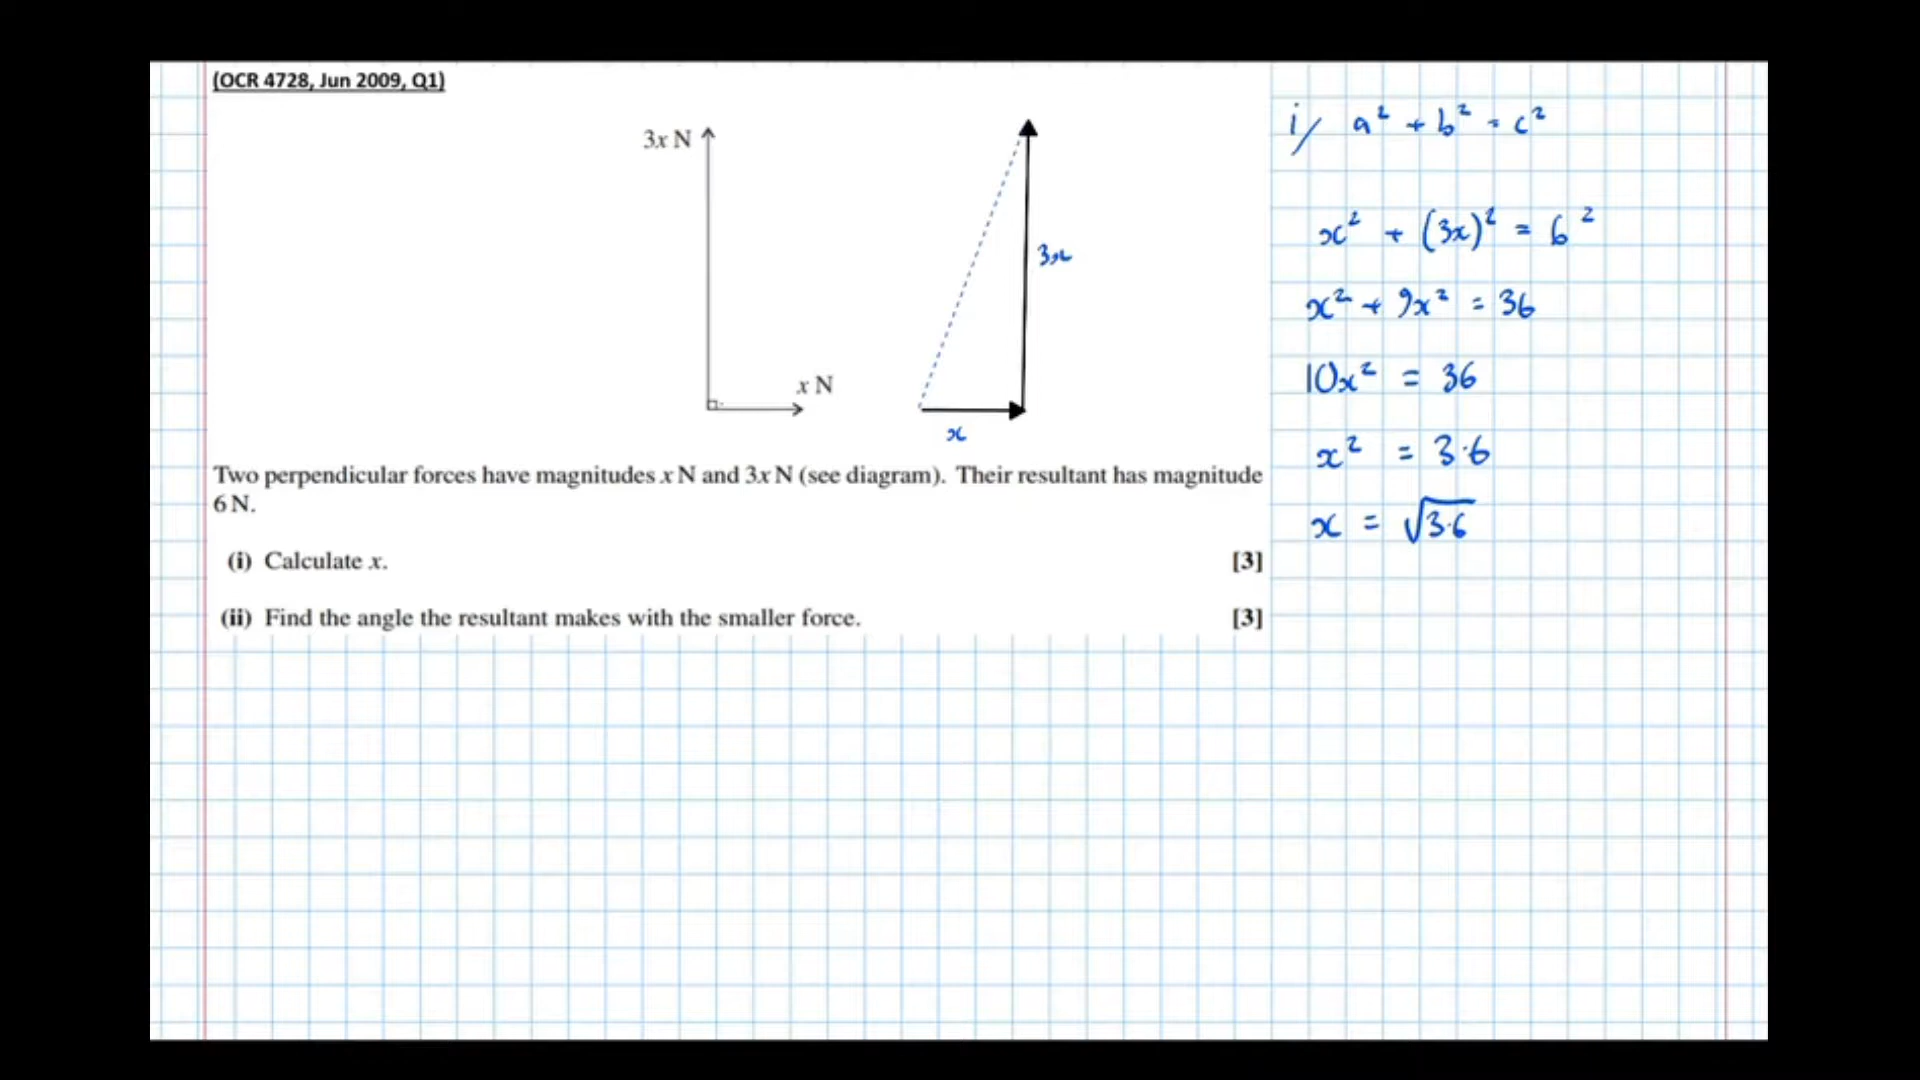 (OCR 4728, Jun 2009, Q1)
3x N
x N
3x
x
Two perpendicular forces have magnitudes x N and 3x N (see diagram). Their resultant has magnitude
6 N.
(i) Calculate x. [3]
(ii) Find the angle the resultant makes with the smaller force. [3]
i/ a² + b² = c²
x² + (3x)² = 6²
x² + 9x² = 36
10x² = 36
x² = 3.6
x = √3.6